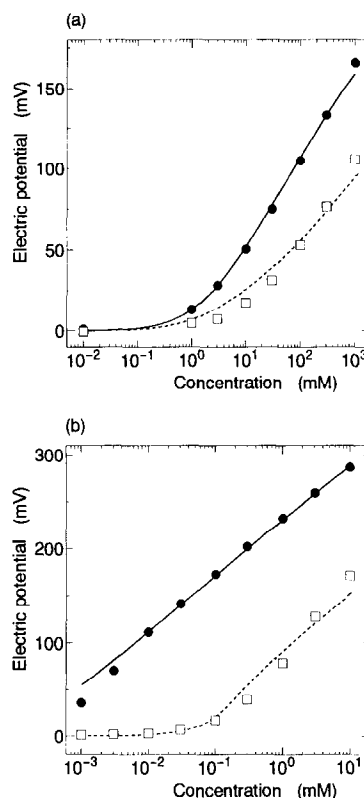 (a)
Electric potential (mV)
150
100
50
0
10⁻² 10⁻¹ 10⁰ 10¹ 10² 10³
Concentration (mM)
(b)
Electric potential (mV)
300
200
100
0
10⁻³ 10⁻² 10⁻¹ 10⁰ 10¹
Concentration (mM)